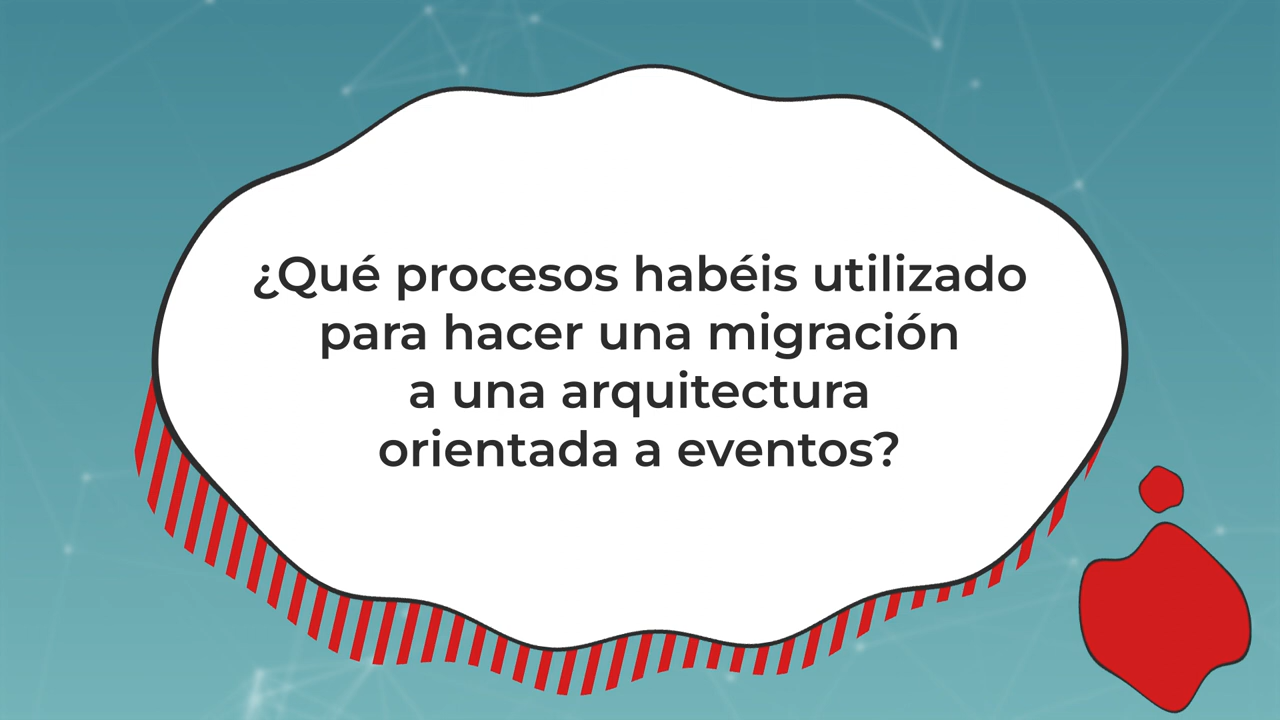 ¿Qué procesos habéis utilizado
para hacer una migración
a una arquitectura
orientada a eventos?